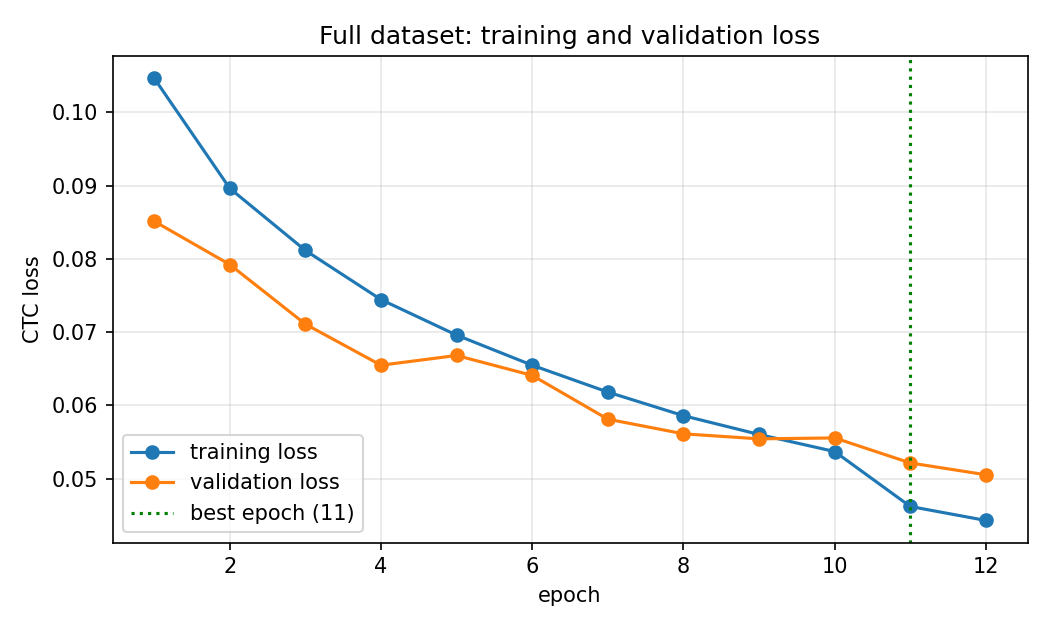 Full dataset: training and validation loss
0.10
0.09
0.08
0.07
0.06
0.05
CTC loss
training loss
validation loss
best epoch (11)
2 4 6 8 10 12
epoch